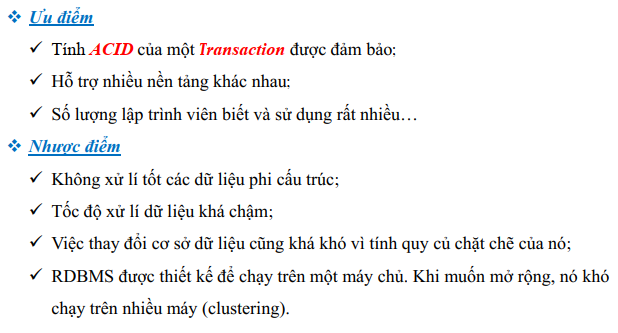 ❖ Ưu điểm
✓ Tính ACID của một Transaction được đảm bảo;
✓ Hỗ trợ nhiều nền tảng khác nhau;
✓ Số lượng lập trình viên biết và sử dụng rất nhiều…
❖ Nhược điểm
✓ Không xử lí tốt các dữ liệu phi cấu trúc;
✓ Tốc độ xử lí dữ liệu khá chậm;
✓ Việc thay đổi cơ sở dữ liệu cũng khá khó vì tính quy củ chặt chẽ của nó;
✓ RDBMS được thiết kế để chạy trên một máy chủ. Khi muốn mở rộng, nó khó
chạy trên nhiều máy (clustering).